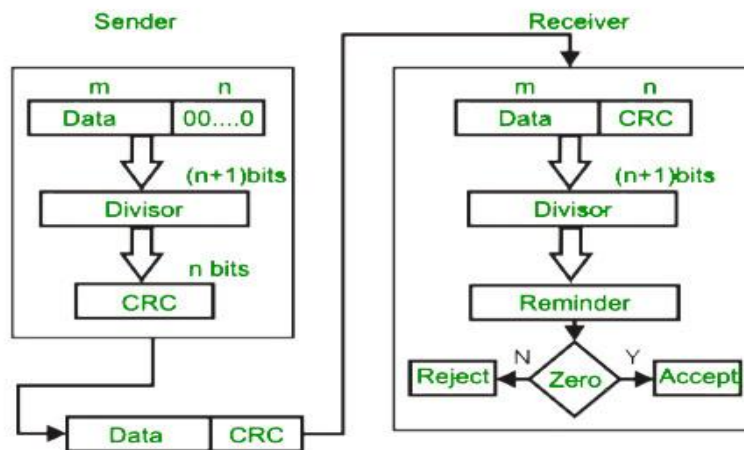 Sender
m n
Data 00....0
(n+1)bits
Divisor
n bits
CRC
Data CRC
Receiver
m n
Data CRC
(n+1)bits
Divisor
Reminder
N Y
Reject Zero Accept